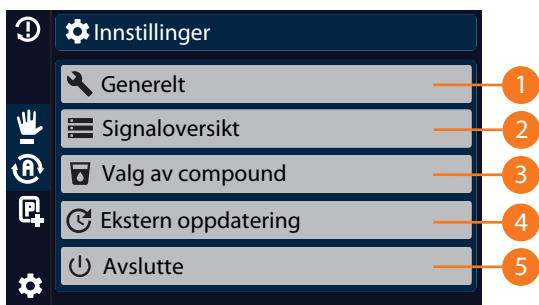 Innstillinger
Generelt 1
Signaloversikt 2
Valg av compound 3
A
P
Ekstern oppdatering 4
Avslutte 5